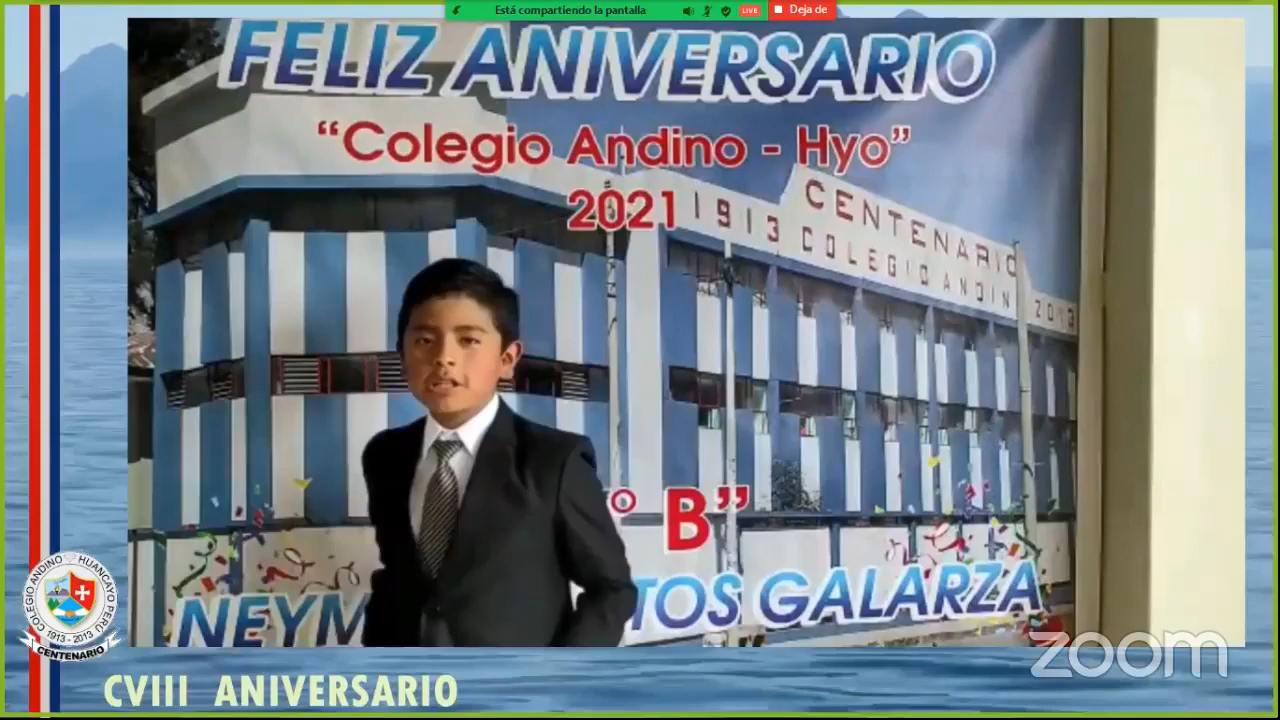 Está compartiendo la pantalla
LIVE
Deja de
FELIZ ANIVERSARIO
“Colegio Andino - Hyo”
2021
1913 CENTENARIO
COLEGIO ANDIN 2013
° B”
NEYM TOS GALARZA
COLEGIO ANDINO HUANCAYO PERÚ
1913 - 2013
CENTENARIO
zoom
CVIII ANIVERSARIO